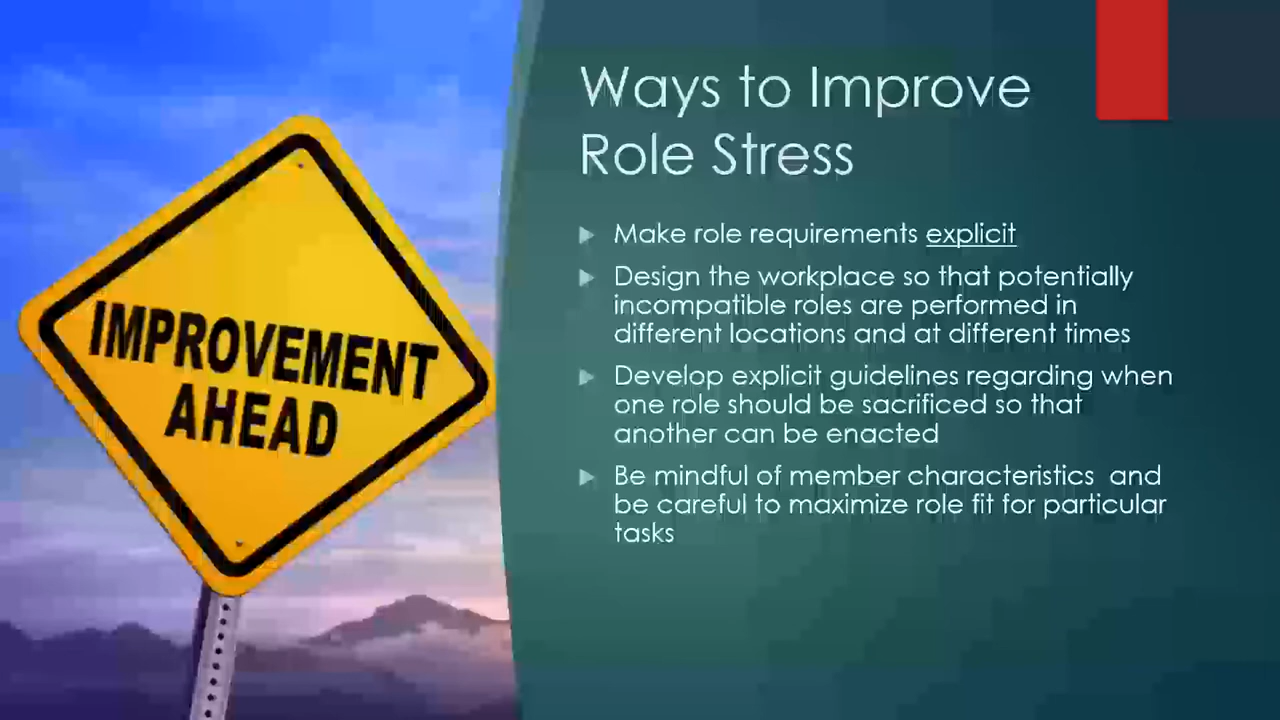 IMPROVEMENT
AHEAD
Ways to Improve
Role Stress
Make role requirements explicit
Design the workplace so that potentially
incompatible roles are performed in
different locations and at different times
Develop explicit guidelines regarding when
one role should be sacrificed so that
another can be enacted
Be mindful of member characteristics  and
be careful to maximize role fit for particular
tasks